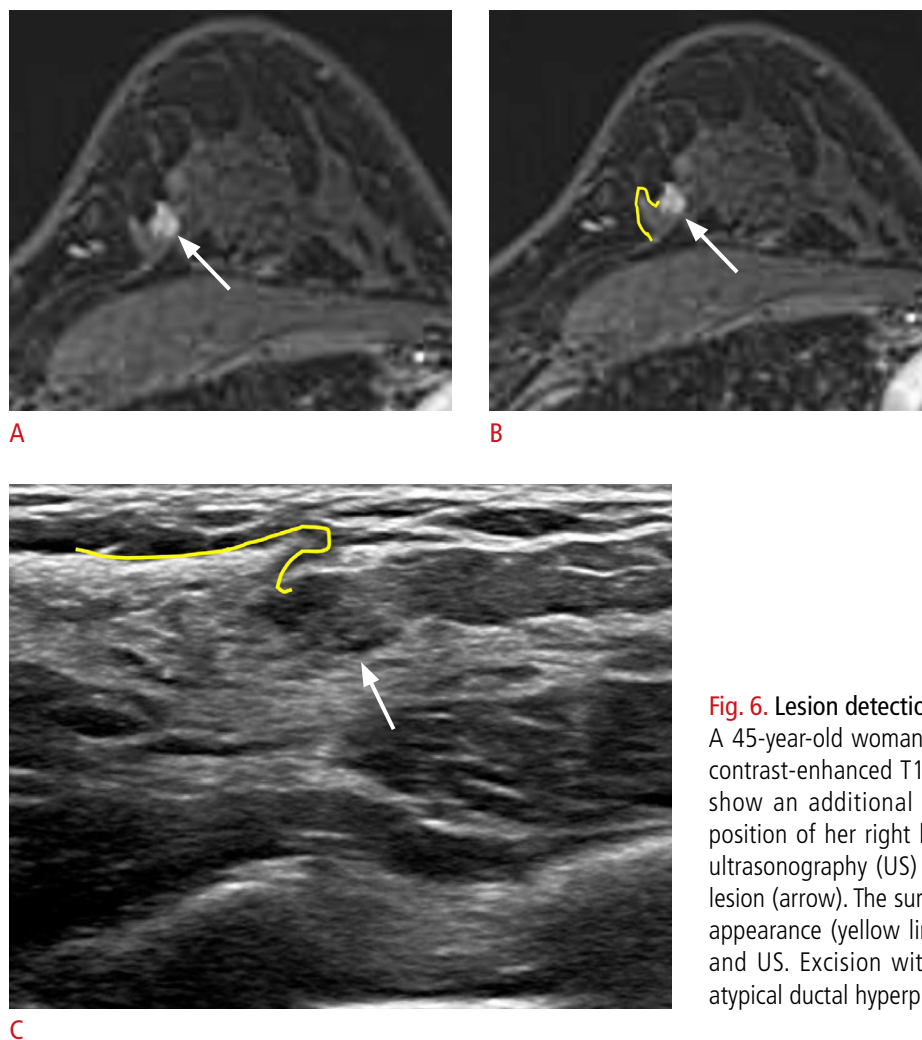 A
B
C
Fig. 6. Lesion detectio
A 45-year-old woman
contrast-enhanced T1
show an additional
position of her right
ultrasonography (US)
lesion (arrow). The sur
appearance (yellow lin
and US. Excision wit
atypical ductal hyperp